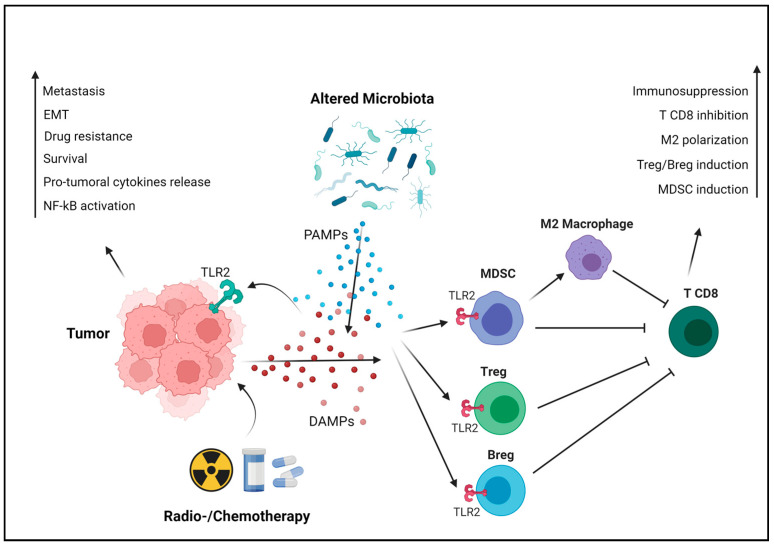 Metastasis
EMT
Drug resistance
Survival
Pro-tumoral cytokines release
NF-kB activation
Altered Microbiota
Immunosuppression
T CD8 inhibition
M2 polarization
Treg/Breg induction
MDSC induction
PAMPs
M2 Macrophage
TLR2
MDSC
TLR2
T CD8
Tumor
Treg
TLR2
DAMPs
Breg
TLR2
Radio-/Chemotherapy